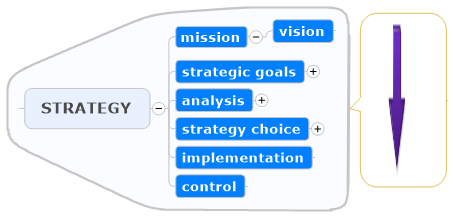 mission
vision
strategic goals
analysis
STRATEGY
strategy choice
implementation
control